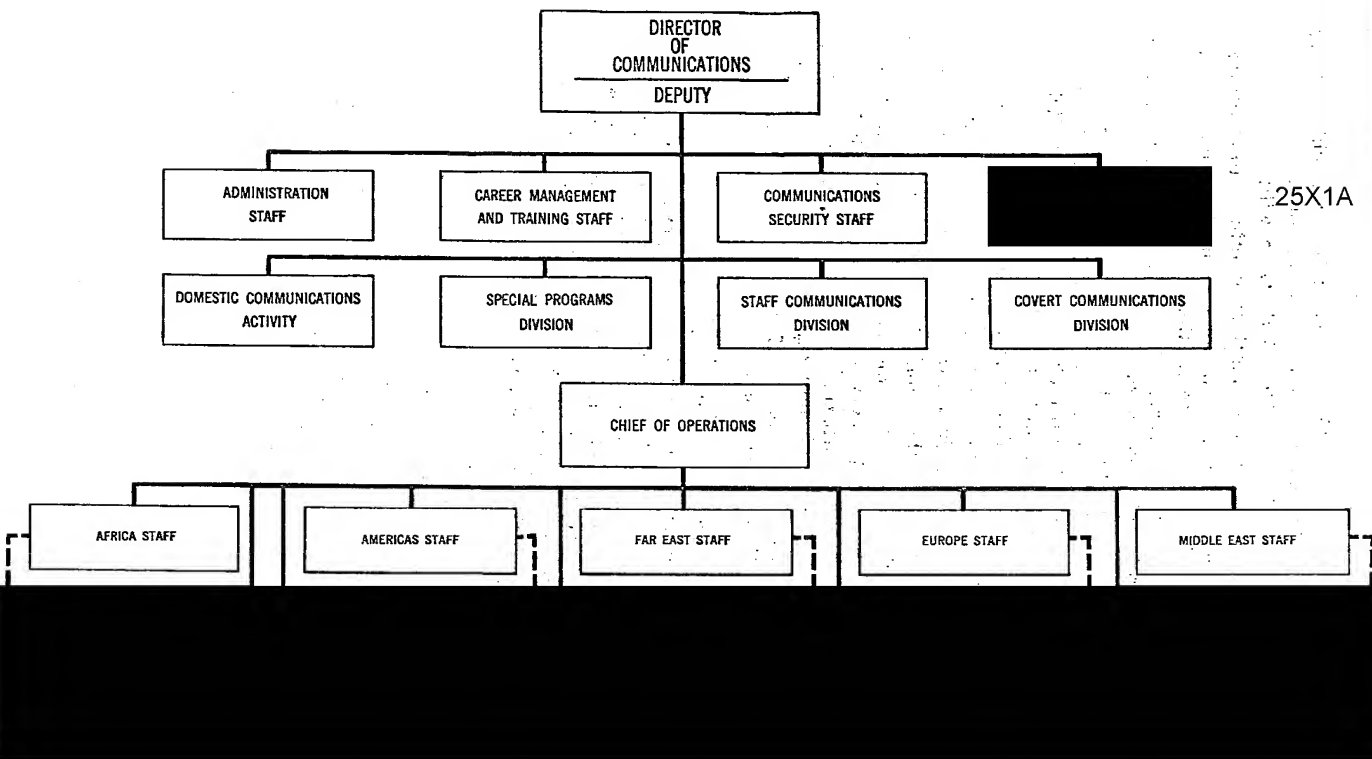 DIRECTOR
OF
COMMUNICATIONS
DEPUTY
ADMINISTRATION
STAFF
CAREER MANAGEMENT
AND TRAINING STAFF
COMMUNICATIONS
SECURITY STAFF
25X1A
DOMESTIC COMMUNICATIONS
ACTIVITY
SPECIAL PROGRAMS
DIVISION
STAFF COMMUNICATIONS
DIVISION
COVERT COMMUNICATIONS
DIVISION
CHIEF OF OPERATIONS
AFRICA STAFF
AMERICAS STAFF
FAR EAST STAFF
EUROPE STAFF
MIDDLE EAST STAFF